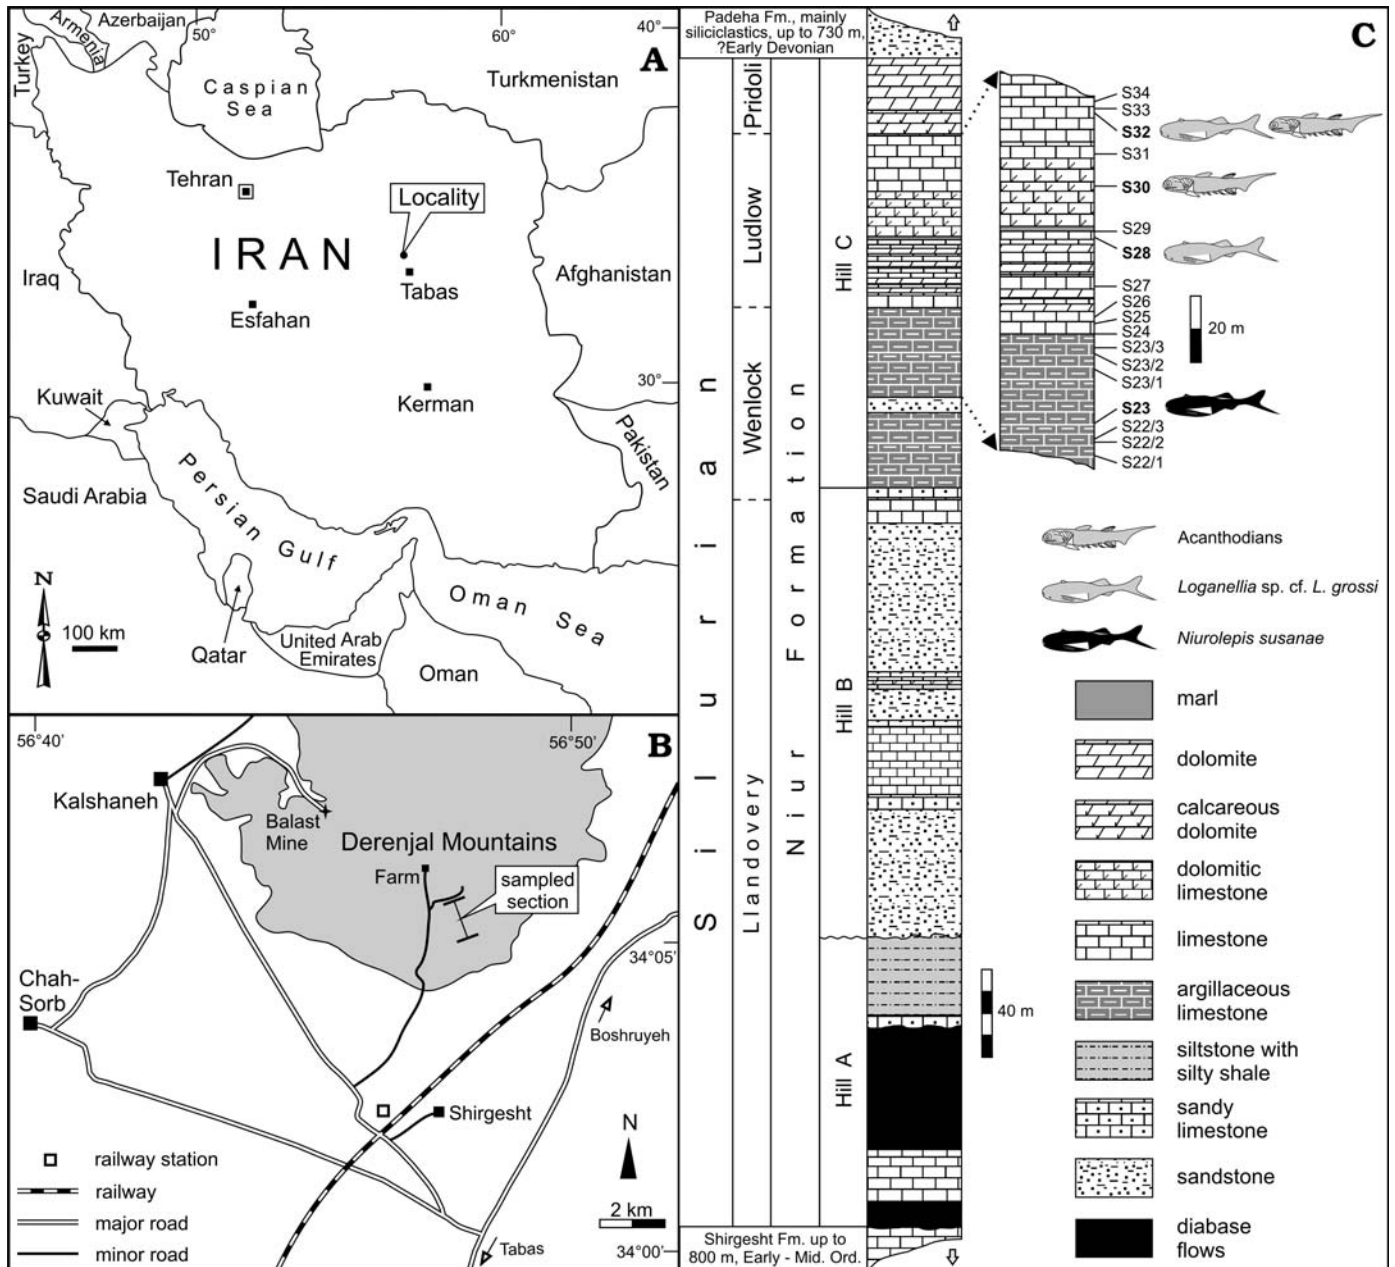 A
Azerbaijan
Armenia
Turkey
50°
60°
40°
Caspian
Sea
Turkmenistan
Tehran
Locality
IRAN
Iraq
Tabas
Afghanistan
Esfahan
30°
Kuwait
Kerman
Pakistan
Saudi Arabia
Persian Gulf
N
100 km
Qatar
United Arab
Emirates
Oman Sea
Oman
B
56°40'
56°50'
Kalshaneh
Balast
Mine
Derenjal Mountains
Farm
sampled
section
34°05'
Chah-
Sorb
Boshruyeh
Shirgesht
N
railway station
railway
major road
minor road
2 km
Tabas
34°00'
C
Padeha Fm., mainly
siliciclastics, up to 730 m,
?Early Devonian
Silurian
Pridoli
Ludlow
Wenlock
Llandovery
Niur Formation
Hill C
Hill B
Hill A
40 m
Shirgesht Fm. up to
800 m, Early - Mid. Ord.
S34
S33
S32
S31
S30
S29
S28
S27
S26
S25
S24
S23/3
S23/2
S23/1
S23
S22/3
S22/2
S22/1
20 m
Acanthodians
Loganellia sp. cf. L. grossi
Niurolepis susanae
marl
dolomite
calcareous
dolomite
dolomitic
limestone
limestone
argillaceous
limestone
siltstone with
silty shale
sandy
limestone
sandstone
diabase
flows